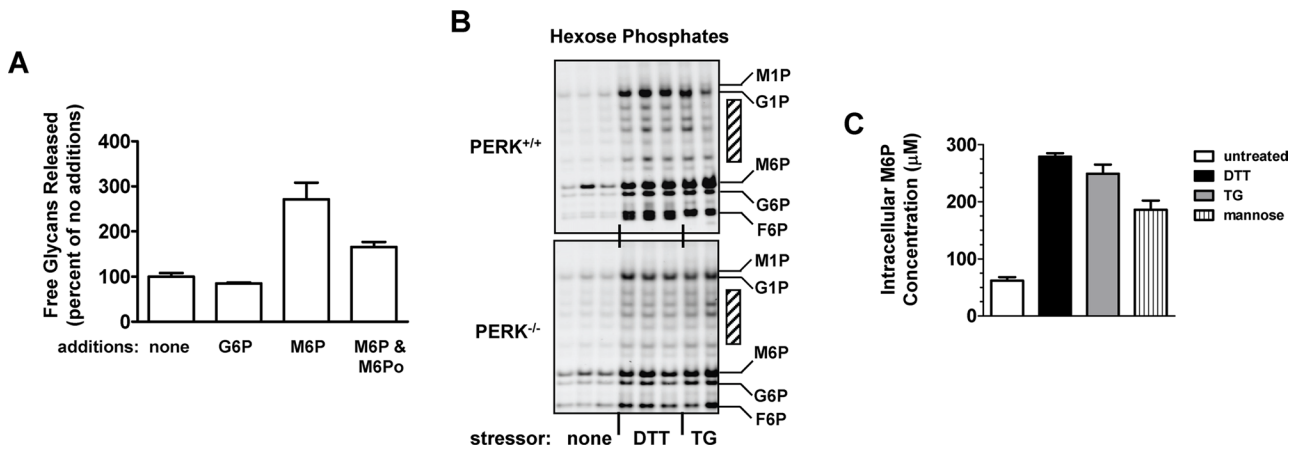 A
Free Glycans Released
(percent of no additions)
400
300
200
100
0
additions: none G6P M6P M6P &
M6Po
B
Hexose Phosphates
PERK+/+
M1P
G1P
M6P
G6P
F6P
PERK-/-
M1P
G1P
M6P
G6P
F6P
stressor: none DTT TG
C
Intracellular M6P
Concentration (μM)
300
200
300
0
untreated
DTT
TG
mannose